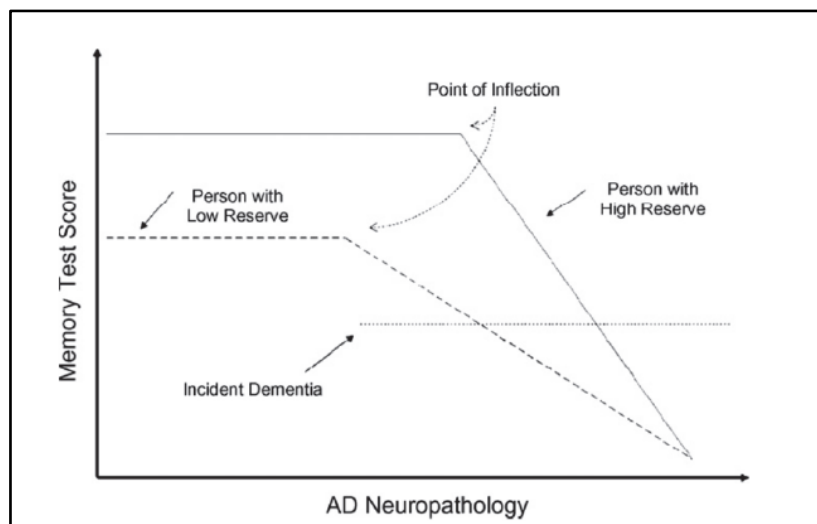 Point of Inflection
Person with
Low Reserve
Person with
High Reserve
Memory Test Score
Incident Dementia
AD Neuropathology